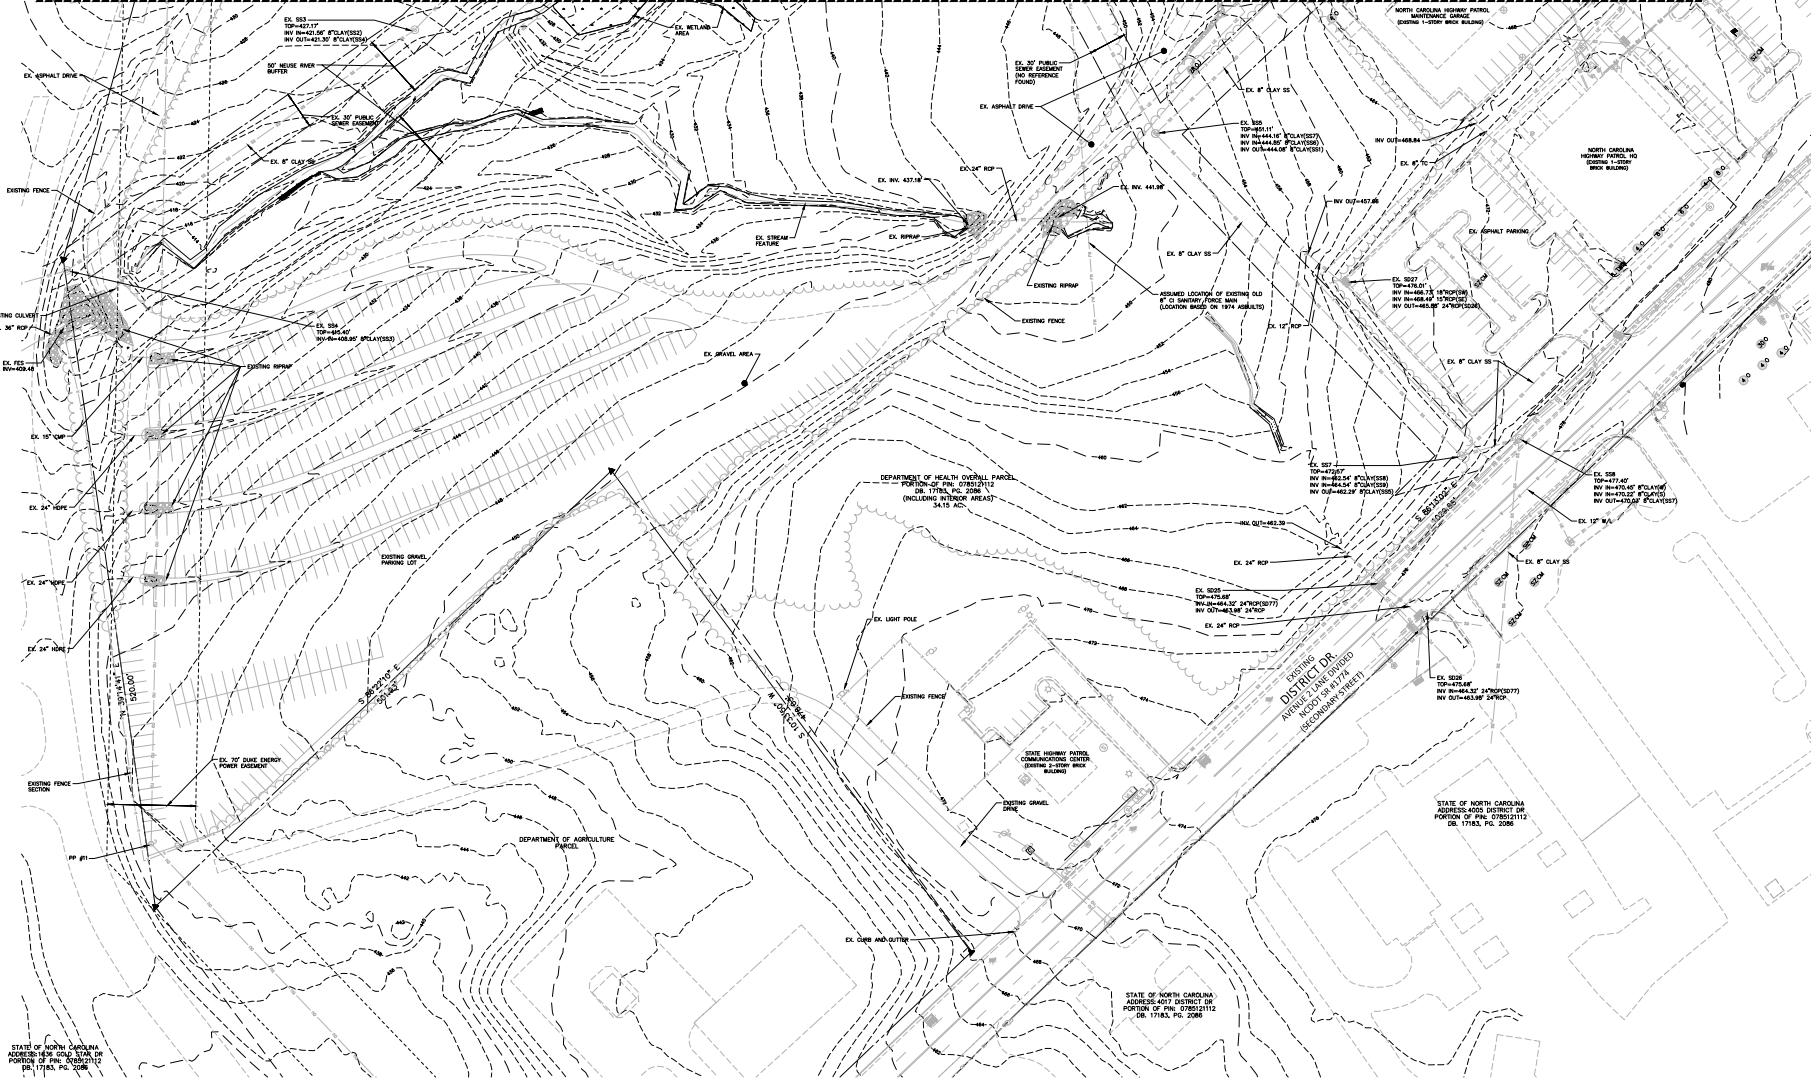 EX. SS3
TOP=427.17'
INV IN=421.56' 8"CLAY(SS2)
INV OUT=421.30' 8"CLAY(SS4)
50' NEUSE RIVER
BUFFER
EX. ASPHALT DRIVE
EX. 30' PUBLIC
SEWER EASEMENT
EX. 8" CLAY SS
EXISTING FENCE
EX. WETLAND
AREA
EX. STREAM
FEATURE
EX. INV. 437.18'
EX. RIPRAP
EX. 24" RCP
EX. INV. 441.98'
EX. 30' PUBLIC
SEWER EASEMENT
(NO REFERENCE
FOUND)
EX. ASPHALT DRIVE
EX. 8" CLAY SS
EX. SS5
TOP=451.11'
INV IN=444.16' 8"CLAY(SS7)
INV IN=444.85' 8"CLAY(SS6)
INV OUT=444.08' 8"CLAY(SS1)
NORTH CAROLINA HIGHWAY PATROL
MAINTENANCE GARAGE
(EXISTING 1-STORY BRICK BUILDING)
INV OUT=468.84
EX. 8" TC
NORTH CAROLINA
HIGHWAY PATROL HQ
(EXISTING 1-STORY
BRICK BUILDING)
INV OUT=457.86
EX. ASPHALT PARKING
EX. 8" CLAY SS
EXISTING RIPRAP
EXISTING FENCE
ASSUMED LOCATION OF EXISTING OLD
8" CI SANITARY FORCE MAIN
(LOCATION BASED ON 1974 ASBUILTS)
EX. SD27
TOP=476.01'
INV IN=466.73' 18"RCP(SW)
INV IN=468.49' 15"RCP(SE)
INV OUT=465.88' 24"RCP(SD26)
EX. 12" RCP
EX. 8" CLAY SS
STING CULVERT
36" RCP
EX. FES
INV=409.48
EX. SS4
TOP=415.40'
INV IN=408.95' 8"CLAY(SS3)
EXISTING RIPRAP
EX. GRAVEL AREA
EX. 15" CMP
EX. 24" HDPE
EX. 24" HDPE
EX. 24" HDPE
EXISTING GRAVEL
PARKING LOT
DEPARTMENT OF HEALTH OVERALL PARCEL
PORTION OF PIN: 0785121112
DB. 17183, PG. 2086
(INCLUDING INTERIOR AREAS)
34.15 AC.
EX. SS7
TOP=472.57'
INV IN=462.54' 8"CLAY(SS8)
INV IN=464.54' 8"CLAY(SS9)
INV OUT=462.29' 8"CLAY(SS5)
EX. SS8
TOP=477.40'
INV IN=470.45' 8"CLAY(W)
INV IN=470.22' 8"CLAY(S)
INV OUT=470.03' 8"CLAY(SS7)
EX. 12" W/L
EX. 8" CLAY SS
INV OUT=462.39
EX. 24" RCP
EX. SD25
TOP=475.68'
INV IN=464.32' 24"RCP(SD77)
INV OUT=463.98' 24"RCP
EX. 24" RCP
EX. LIGHT POLE
EXISTING FENCE
EXISTING
DISTRICT DR.
AVENUE 2 LANE DIVIDED
NCDOT SR #1774
(SECONDARY STREET)
EX. SD26
TOP=475.68'
INV IN=464.32' 24"RCP(SD77)
INV OUT=463.98' 24"RCP
STATE HIGHWAY PATROL
COMMUNICATIONS CENTER
(EXISTING 2-STORY BRICK
BUILDING)
EXISTING GRAVEL
DRIVE
520.00'
EX. 70' DUKE ENERGY
POWER EASEMENT
EXISTING FENCE
SECTION
PP #11
DEPARTMENT OF AGRICULTURE
PARCEL
EX. CURB AND GUTTER
STATE OF NORTH CAROLINA
ADDRESS:4005 DISTRICT DR
PORTION OF PIN: 0785121112
DB. 17183, PG. 2086
STATE OF NORTH CAROLINA
ADDRESS:4017 DISTRICT DR
PORTION OF PIN: 0785121112
DB. 17183, PG. 2086
STATE OF NORTH CAROLINA
ADDRESS:1636 GOLD STAR DR
PORTION OF PIN: 0785121112
DB. 17183, PG. 2086